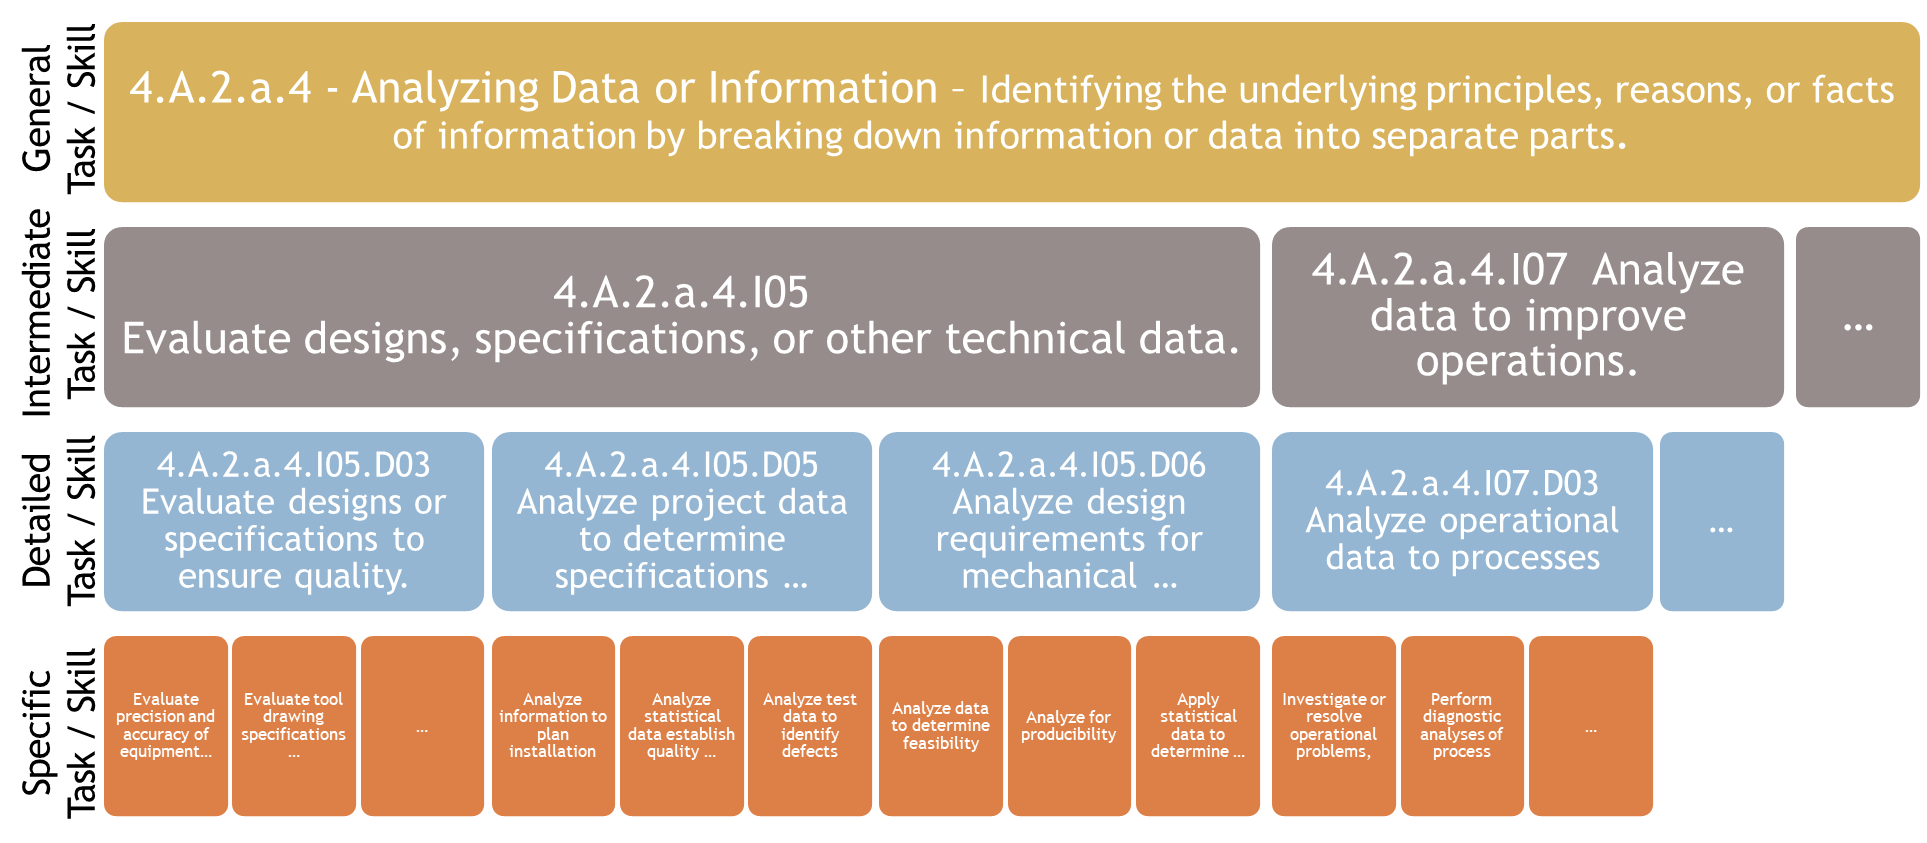 General
Task / Skill
4.A.2.a.4 - Analyzing Data or Information – Identifying the underlying principles, reasons, or facts
of information by breaking down information or data into separate parts.
Intermediate
Task / Skill
4.A.2.a.4.I05
Evaluate designs, specifications, or other technical data.
4.A.2.a.4.I07 Analyze
data to improve
operations.
…
Detailed
Task / Skill
4.A.2.a.4.I05.D03
Evaluate designs or
specifications to
ensure quality.
4.A.2.a.4.I05.D05
Analyze project data
to determine
specifications …
4.A.2.a.4.I05.D06
Analyze design
requirements for
mechanical …
4.A.2.a.4.I07.D03
Analyze operational
data to processes
…
Specific
Task / Skill
Evaluate
precision and
accuracy of
equipment…
Evaluate tool
drawing
specifications
…
…
Analyze
information to
plan
installation
Analyze
statistical
data establish
quality …
Analyze test
data to
identify
defects
Analyze data
to determine
feasibility
Analyze for
producibility
Apply
statistical
data to
determine …
Investigate or
resolve
operational
problems,
Perform
diagnostic
analyses of
process
…